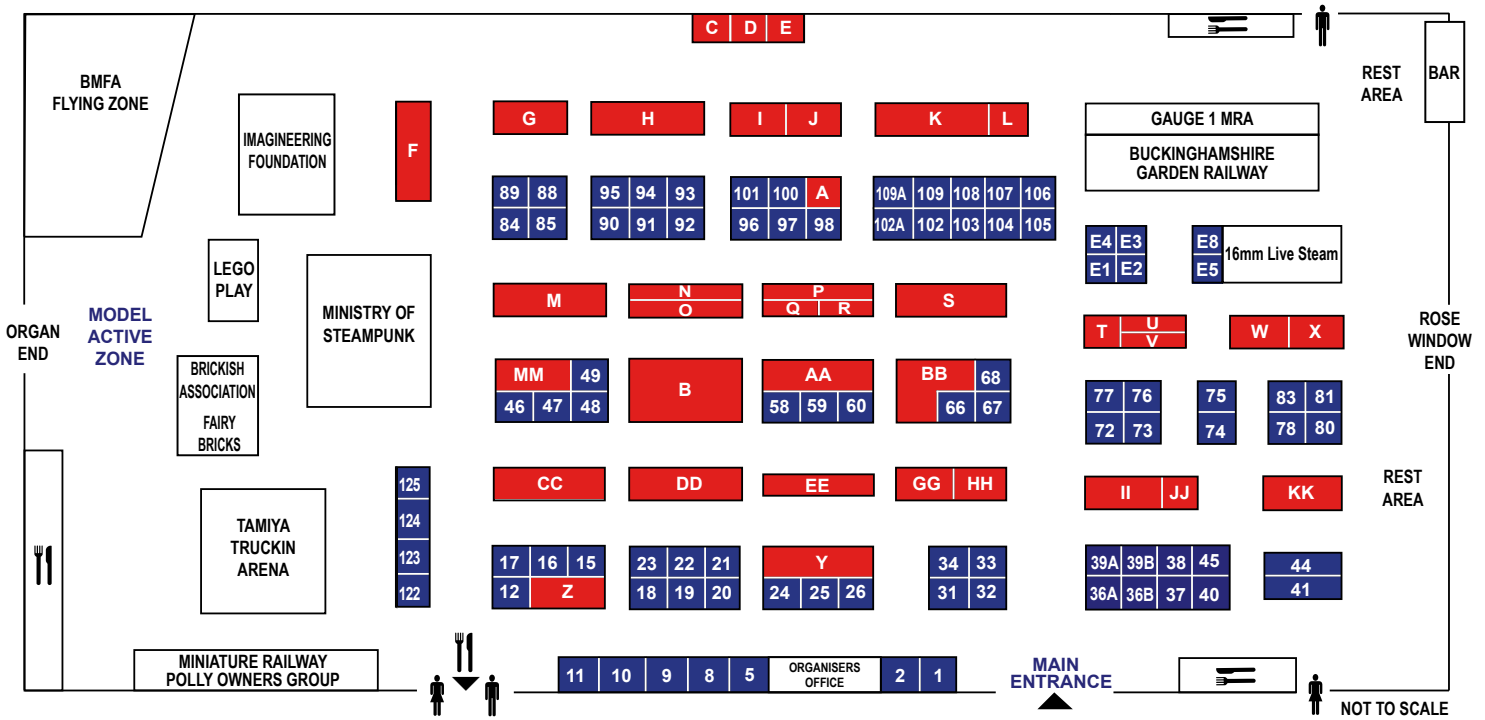 C D E
BMFA
FLYING ZONE
REST
AREA
BAR
IMAGINEERING
FOUNDATION
F
G
H
I J
K L
GAUGE 1 MRA
BUCKINGHAMSHIRE
GARDEN RAILWAY
89 88
84 85
95 94 93
90 91 92
101 100 A
96 97 98
109A 109 108 107 106
102A 102 103 104 105
E4 E3
E1 E2
E8
E5
16mm Live Steam
LEGO
PLAY
MINISTRY OF
STEAMPUNK
ORGAN
END
MODEL
ACTIVE
ZONE
M
N
O
P
Q R
S
T
U
V
W X
ROSE
WINDOW
END
BRICKISH
ASSOCIATION
FAIRY
BRICKS
MM 49
46 47 48
B
AA
58 59 60
BB 68
66 67
77 76
72 73
75
74
83 81
78 80
125
124
123
122
CC
DD
EE
GG HH
II JJ
KK
REST
AREA
TAMIYA
TRUCKIN
ARENA
17 16 15
12 Z
23 22 21
18 19 20
Y
24 25 26
34 33
31 32
39A 39B 38 45
36A 36B 37 40
44
41
MINIATURE RAILWAY
POLLY OWNERS GROUP
11 10 9 8 5
ORGANISERS
OFFICE
2 1
MAIN
ENTRANCE
NOT TO SCALE